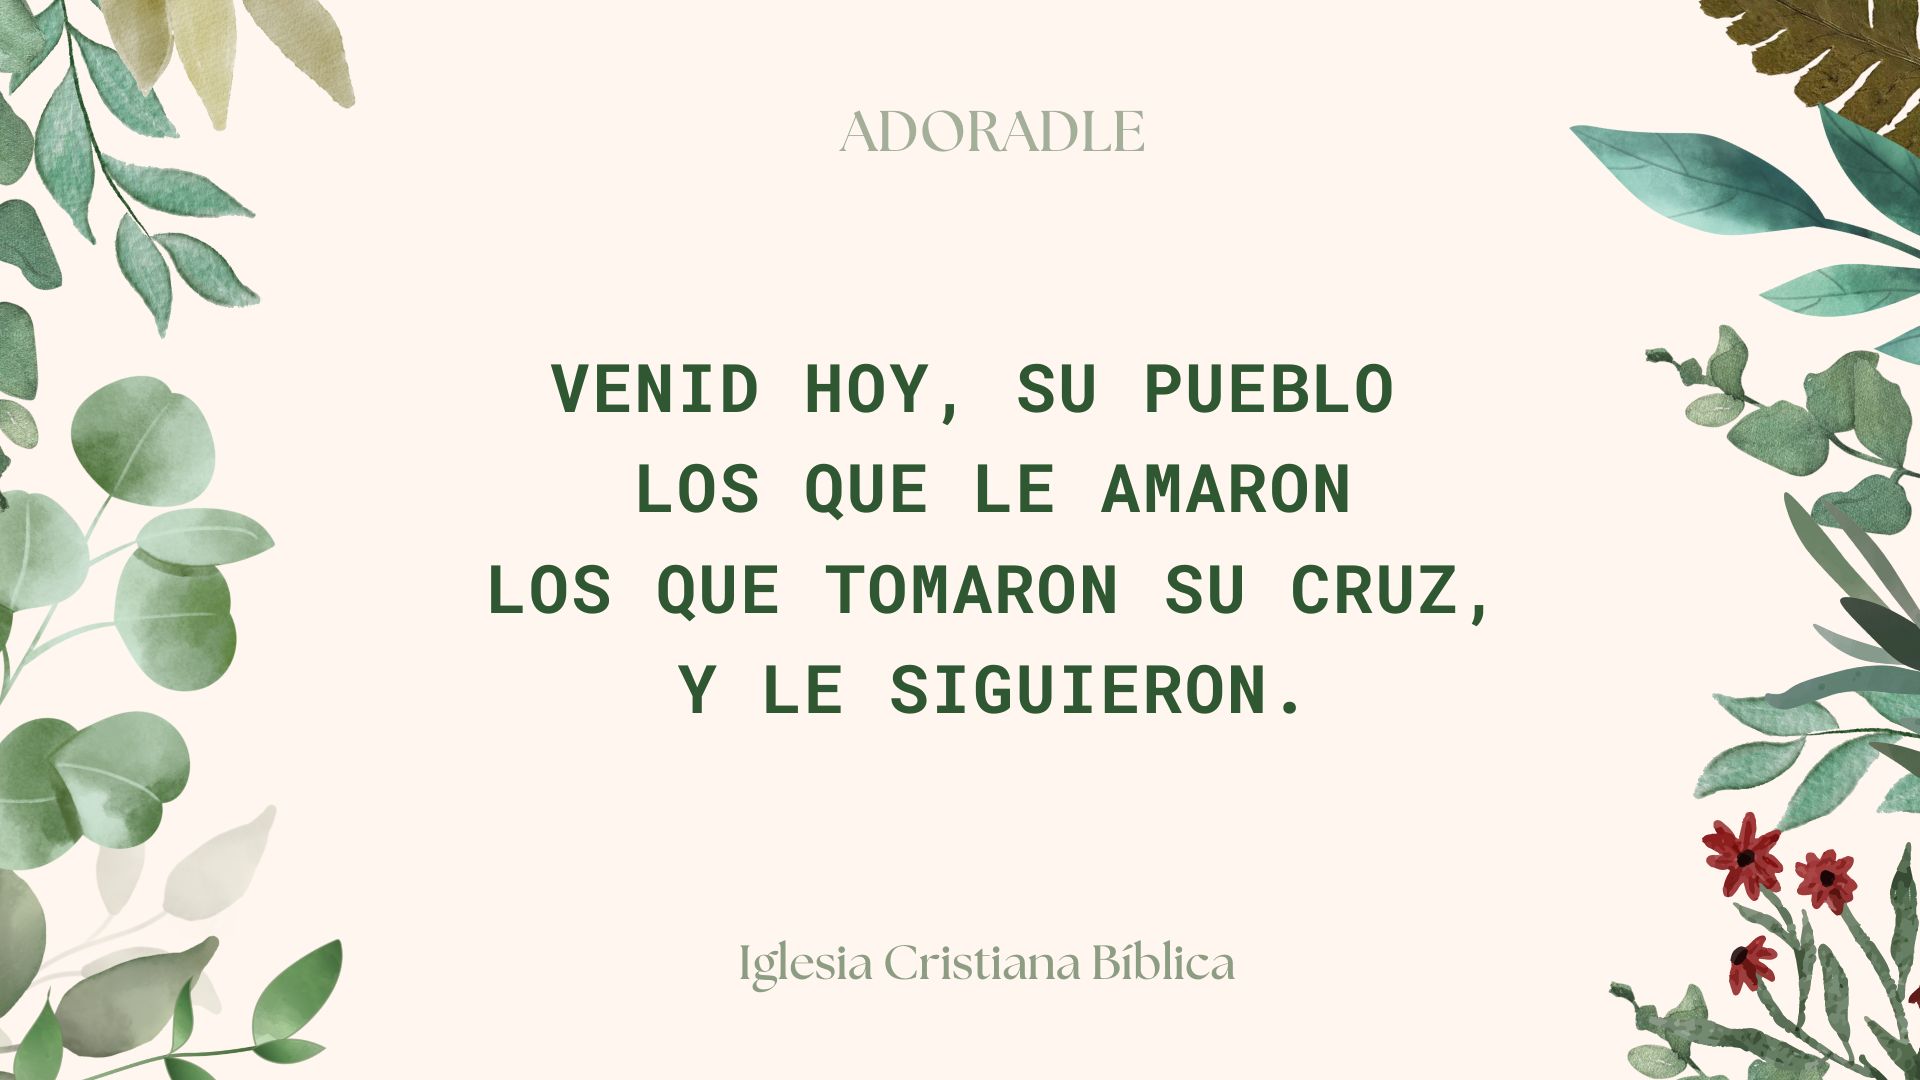 ADORADLE
VENID HOY, SU PUEBLO
LOS QUE LE AMARON
LOS QUE TOMARON SU CRUZ,
Y LE SIGUIERON.
Iglesia Cristiana Bíblica